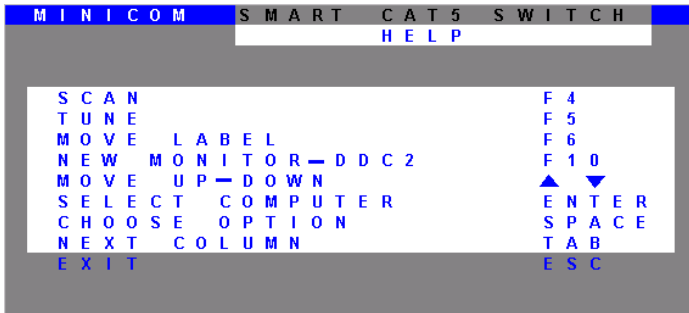 MINICOM SMART CAT5 SWITCH
HELP
SCAN F4
TUNE F5
MOVE LABEL F6
NEW MONITOR—DDC2 F10
MOVE UP—DOWN ▲ ▼
SELECT COMPUTER ENTER
CHOOSE OPTION SPACE
NEXT COLUMN TAB
EXIT ESC